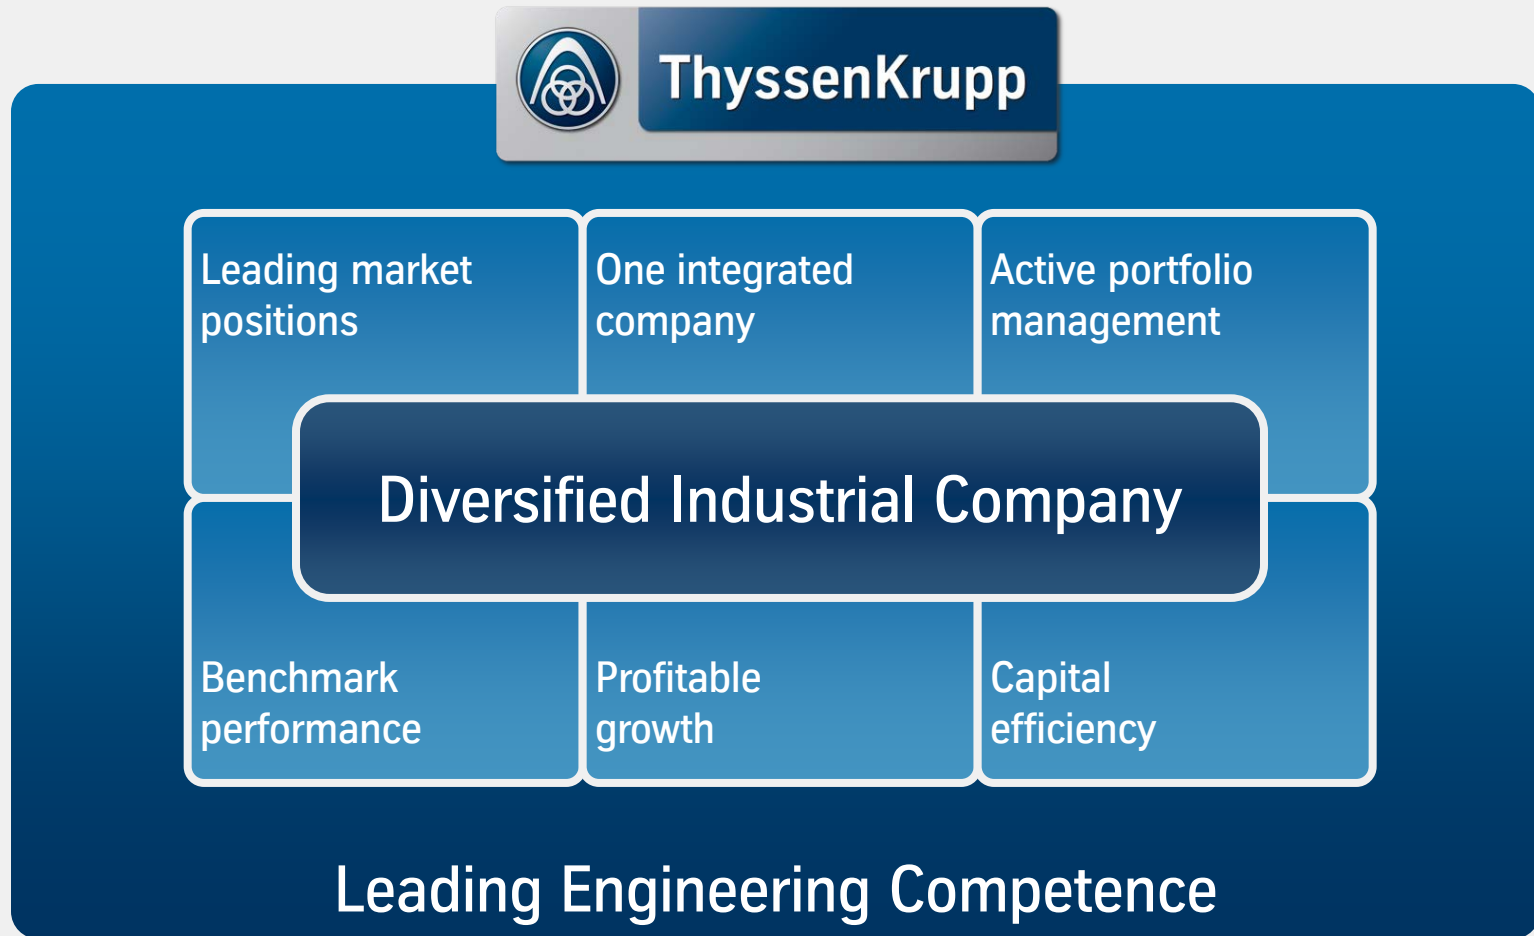 ThyssenKrupp
Leading market
positions
One integrated
company
Active portfolio
management
Diversified Industrial Company
Benchmark
performance
Profitable
growth
Capital
efficiency
Leading Engineering Competence